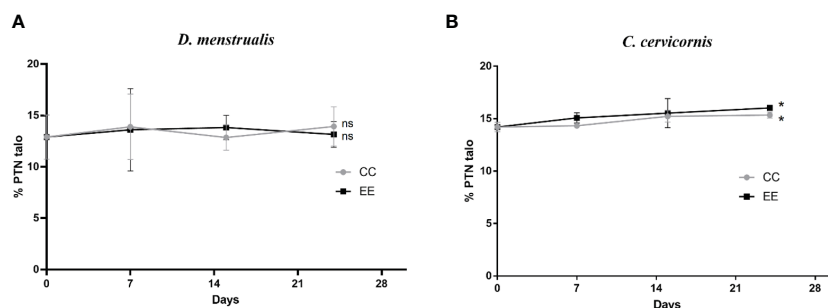 A
D. menstrualis
20
15
10
5
0
% PTN talo
ns
ns
CC
EE
0
7
14
21
28
Days
B
C. cervicornis
20
15
10
5
0
% PTN talo
*
*
CC
EE
0
7
14
21
28
Days